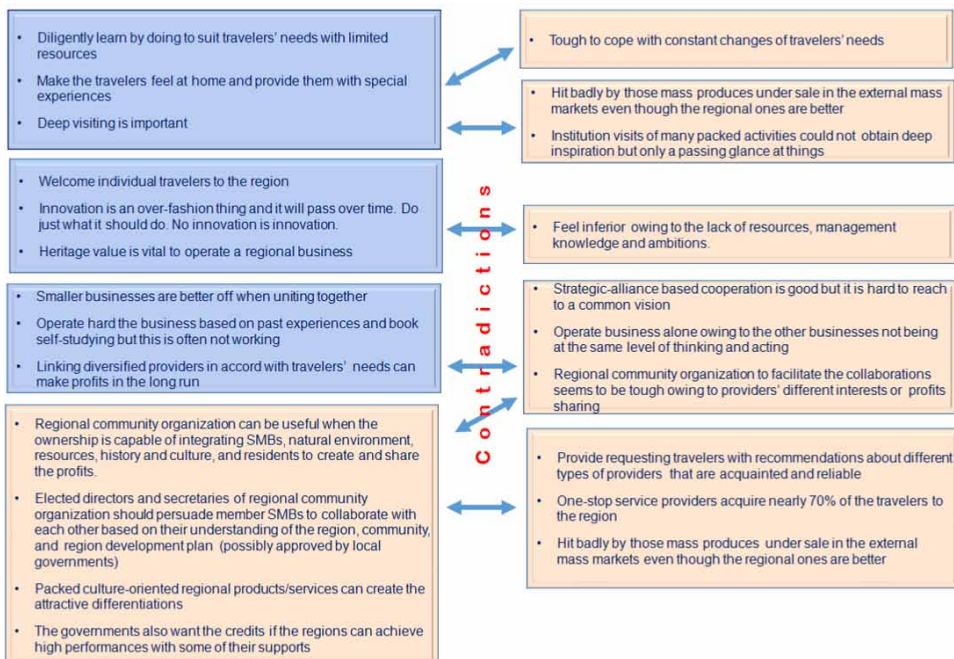 • Diligently learn by doing to suit travelers' needs with limited
resources
• Make the travelers feel at home and provide them with special
experiences
• Deep visiting is important
• Welcome individual travelers to the region
• Innovation is an over-fashion thing and it will pass over time. Do
just what it should do. No innovation is innovation.
• Heritage value is vital to operate a regional business
• Smaller businesses are better off when uniting together
• Operate hard the business based on past experiences and book
self-studying but this is often not working
• Linking diversified providers in accord with travelers' needs can
make profits in the long run
• Regional community organization can be useful when the
ownership is capable of integrating SMBs, natural environment,
resources, history and culture, and residents to create and share
the profits.
• Elected directors and secretaries of regional community
organization should persuade member SMBs to collaborate with
each other based on their understanding of the region, community,
and region development plan (possibly approved by local
governments)
• Packed culture-oriented regional products/services can create the
attractive differentiations
• The governments also want the credits if the regions can achieve
high performances with some of their supports
Contradictions
• Tough to cope with constant changes of travelers' needs
• Hit badly by those mass produces under sale in the external mass
markets even though the regional ones are better
• Institution visits of many packed activities could not obtain deep
inspiration but only a passing glance at things
• Feel inferior owing to the lack of resources, management
knowledge and ambitions.
• Strategic-alliance based cooperation is good but it is hard to reach
to a common vision
• Operate business alone owing to the other businesses not being
at the same level of thinking and acting
• Regional community organization to facilitate the collaborations
seems to be tough owing to providers' different interests or profits
sharing
• Provide requesting travelers with recommendations about different
types of providers that are acquainted and reliable
• One-stop service providers acquire nearly 70% of the travelers to
the region
• Hit badly by those mass produces under sale in the external
mass markets even though the regional ones are better